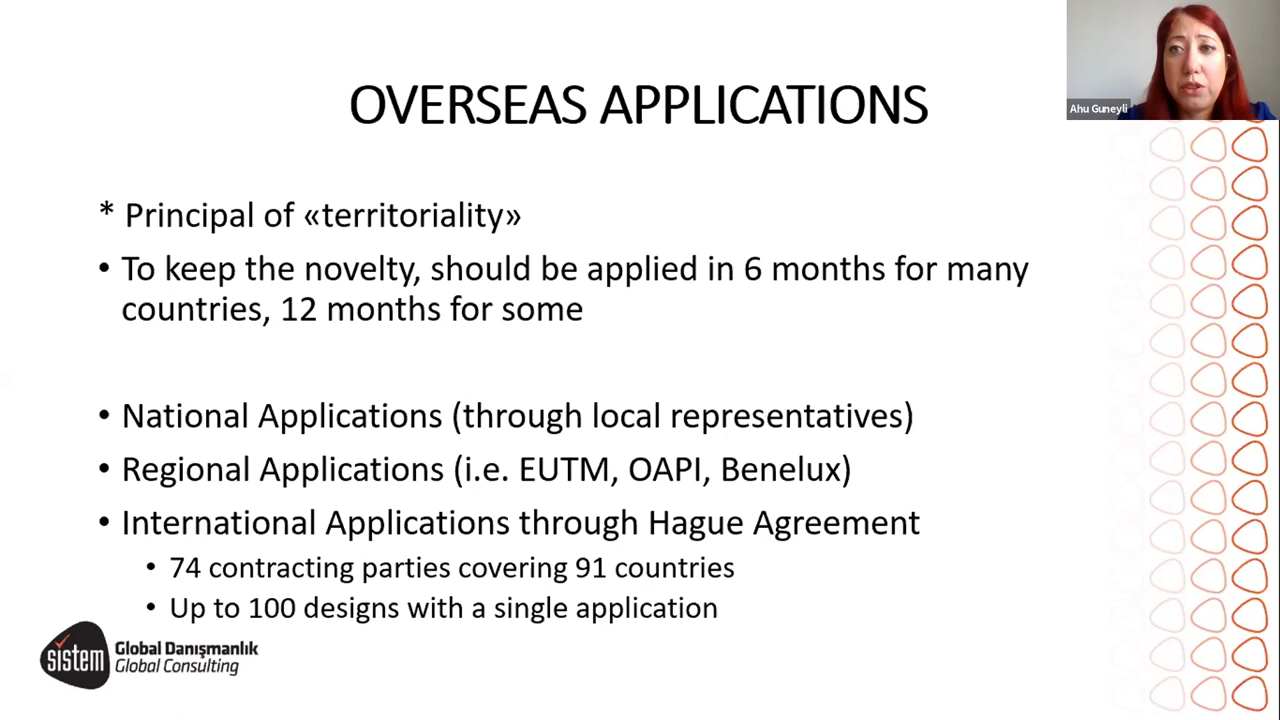 OVERSEAS APPLICATIONS
Ahu Guneyli
* Principal of «territoriality»
• To keep the novelty, should be applied in 6 months for many
countries, 12 months for some
• National Applications (through local representatives)
• Regional Applications (i.e. EUTM, OAPI, Benelux)
• International Applications through Hague Agreement
• 74 contracting parties covering 91 countries
• Up to 100 designs with a single application
sistem
Global Danışmanlık
Global Consulting